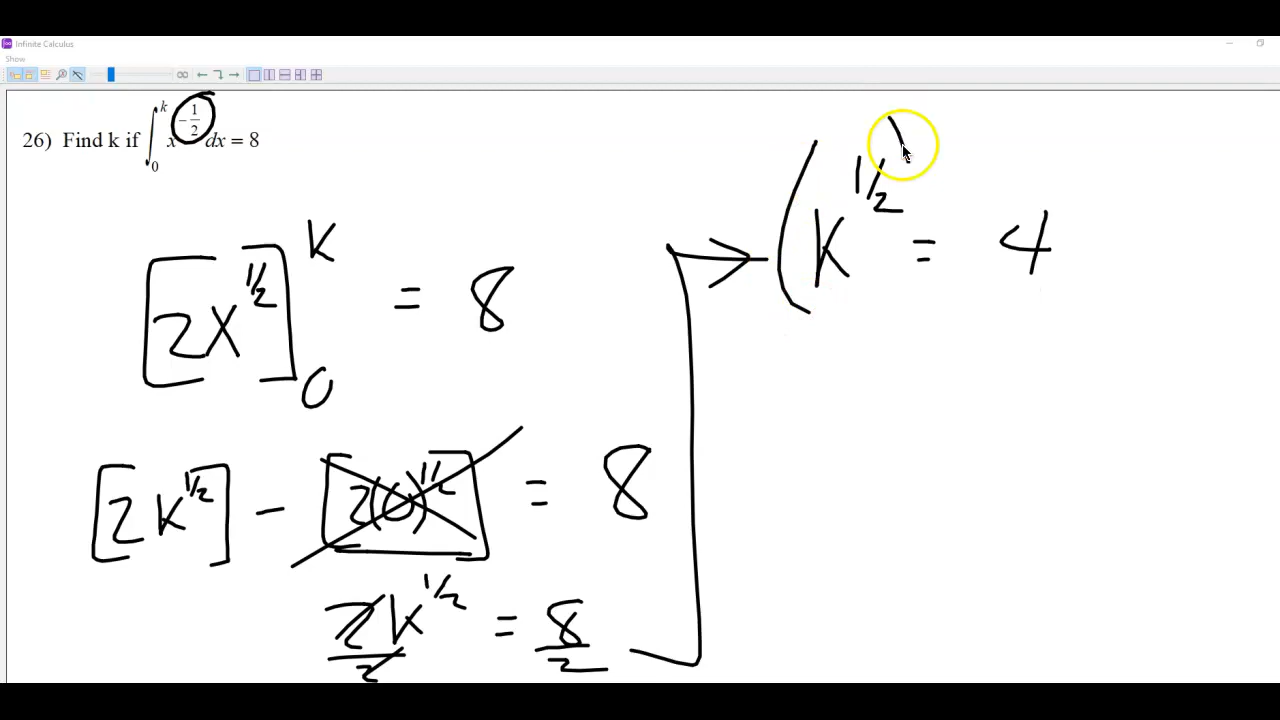 Infinite Calculus
Show
26) Find k if ∫₀ᵏ x^(-1/2) dx = 8
[2x^(1/2)]₀ᴷ = 8
[2K^(1/2)] - [2(0)^(1/2)] = 8
2K^(1/2) = 8
2 2
(K^(1/2) = 4